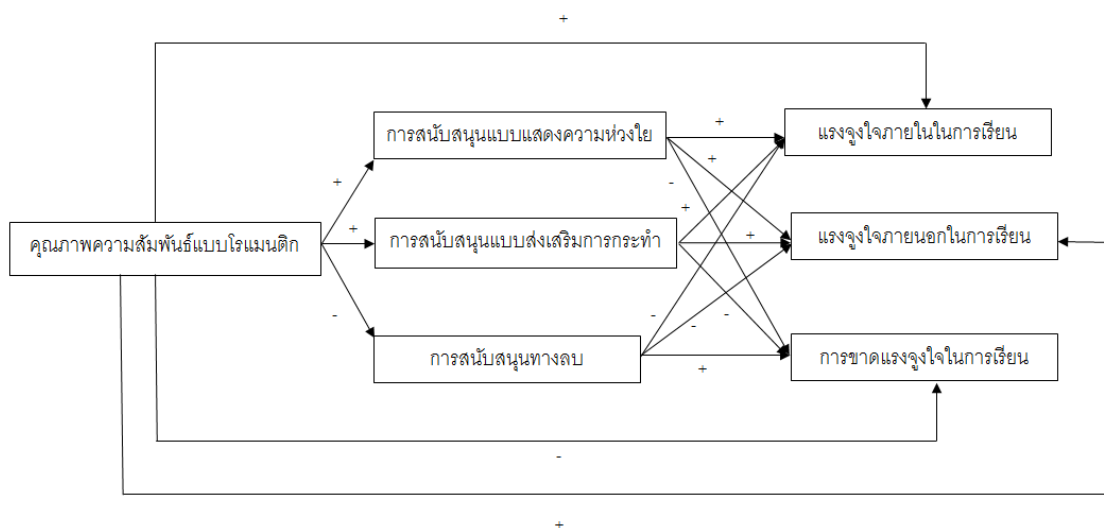 +
การสนับสนุนแบบแสดงความห่วงใย
+
แรงจูงใจภายในในการเรียน
+
+
-
คุณภาพความสัมพันธ์แบบโรแมนติก
+
การสนับสนุนแบบส่งเสริมการกระทำ
+
+
แรงจูงใจภายนอกในการเรียน
-
-
-
-
การสนับสนุนทางลบ
+
การขาดแรงจูงใจในการเรียน
-
+